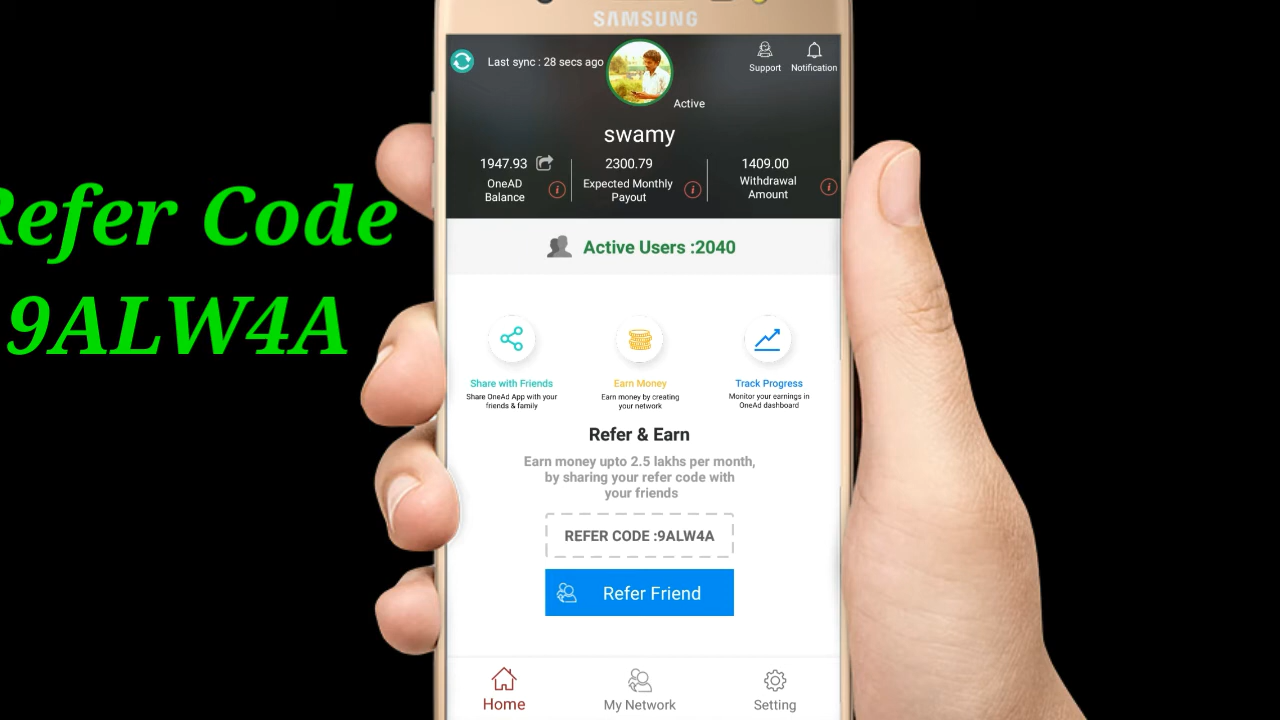 SAMSUNG
Last sync : 28 secs ago
Support
Notification
Active
swamy
1947.93
2300.79
1409.00
OneAD
Balance
Expected Monthly
Payout
Withdrawal
Amount
Refer Code
9ALW4A
Active Users :2040
Share with Friends
Share OneAd App with your
friends & family
Earn Money
Earn money by creating
your network
Track Progress
Monitor your earnings in
OneAd dashboard
Refer & Earn
Earn money upto 2.5 lakhs per month,
by sharing your refer code with
your friends
REFER CODE :9ALW4A
Refer Friend
Home
My Network
Setting